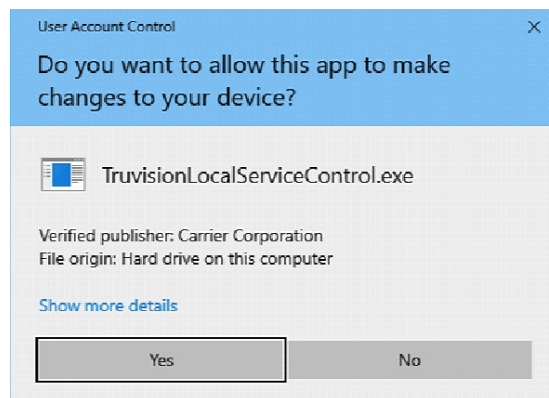 User Account Control
Do you want to allow this app to make
changes to your device?
TruvisionLocalServiceControl.exe
Verified publisher: Carrier Corporation
File origin: Hard drive on this computer
Show more details
Yes
No